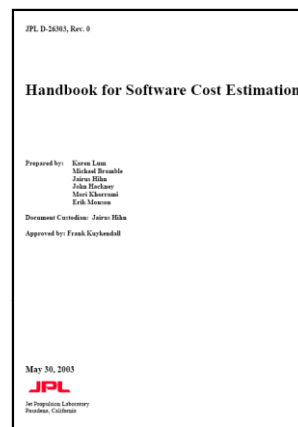 JPL D-26303, Rev. 0
Handbook for Software Cost Estimation
Prepared by: Karen Lum
Michael Bramble
Jairus Hihn
John Hackney
Mori Khorrami
Erik Monson
Document Custodian: Jairus Hihn
Approved by: Frank Kuykendall
May 30, 2003
JPL
Jet Propulsion Laboratory
Pasadena, California